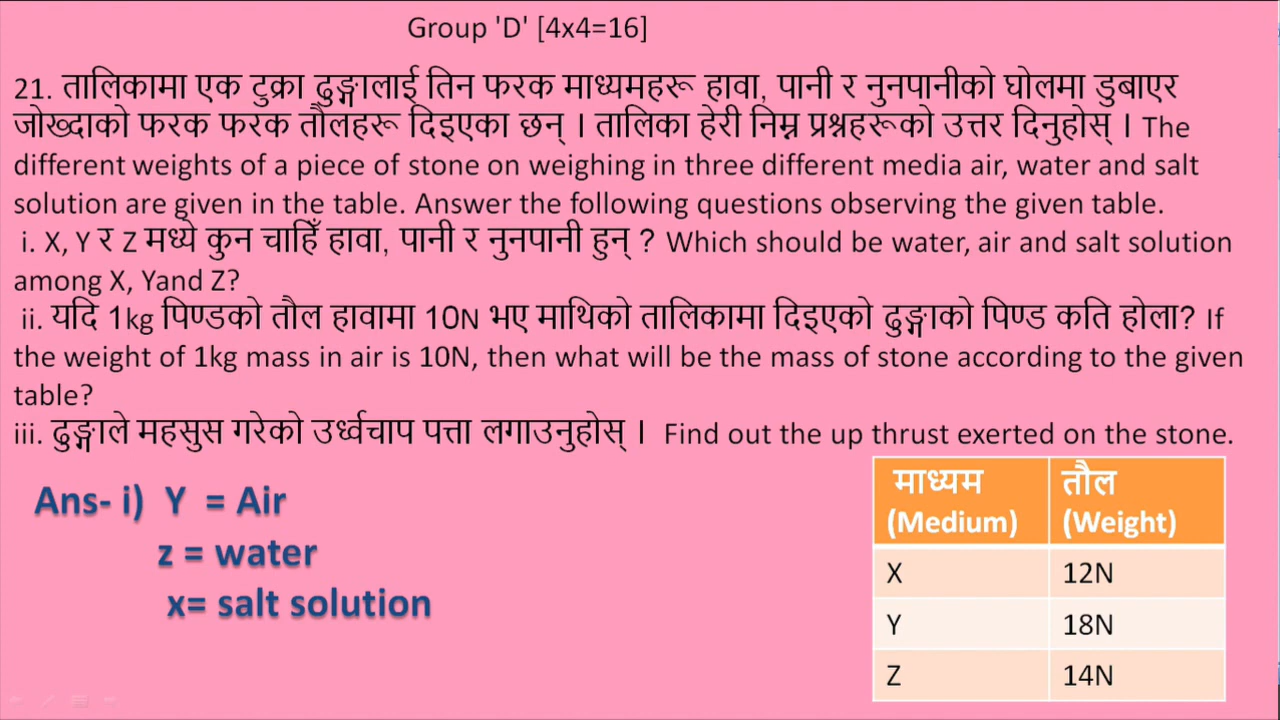 Group 'D' [4x4=16]
21. तालिकामा एक टुक्रा ढुङ्गालाई तिन फरक माध्यमहरू हावा, पानी र नुनपानीको घोलमा डुबाएर
जोख्दाको फरक फरक तौलहरू दिइएका छन् । तालिका हेरी निम्न प्रश्नहरूको उत्तर दिनुहोस् । The
different weights of a piece of stone on weighing in three different media air, water and salt
solution are given in the table. Answer the following questions observing the given table.
i. X, Y र Z मध्ये कुन चाहिँ हावा, पानी र नुनपानी हुन् ? Which should be water, air and salt solution
among X, Yand Z?
ii. यदि 1kg पिण्डको तौल हावामा 10N भए माथिको तालिकामा दिइएको ढुङ्गाको पिण्ड कति होला? If
the weight of 1kg mass in air is 10N, then what will be the mass of stone according to the given
table?
iii. ढुङ्गाले महसुस गरेको उर्ध्वचाप पत्ता लगाउनुहोस् । Find out the up thrust exerted on the stone.
Ans- i) Y = Air
z = water
x= salt solution
माध्यम तौल
(Medium) (Weight)
X 12N
Y 18N
Z 14N